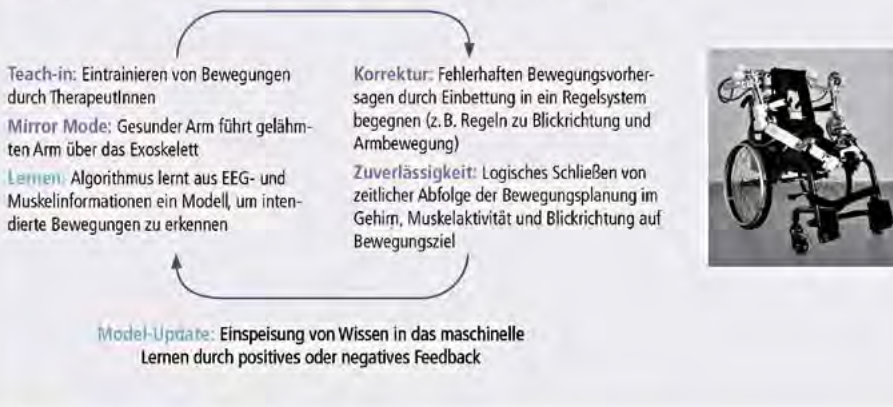 Teach-in: Eintrainieren von Bewegungen
durch TherapeutInnen
Mirror Mode: Gesunder Arm führt gelähm-
ten Arm über das Exoskelett
Lernen: Algorithmus lernt aus EEG- und
Muskelinformationen ein Modell, um inten-
dierte Bewegungen zu erkennen
Korrektur: Fehlerhaften Bewegungsvorher-
sagen durch Einbettung in ein Regelsystem
begegnen (z. B. Regeln zu Blickrichtung und
Armbewegung)
Zuverlässigkeit: Logisches Schließen von
zeitlicher Abfolge der Bewegungsplanung im
Gehirn, Muskelaktivität und Blickrichtung auf
Bewegungsziel
Model-Update: Einspeisung von Wissen in das maschinelle
Lernen durch positives oder negatives Feedback